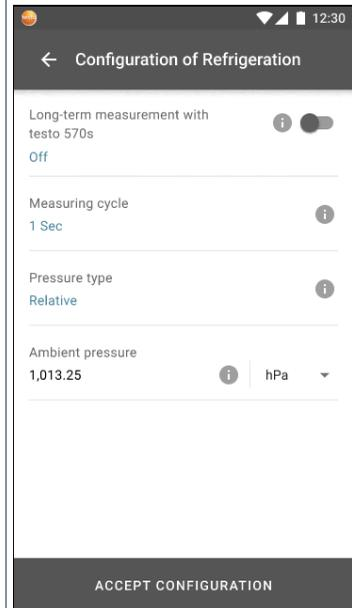 12:30
Configuration of Refrigeration
Long-term measurement with
testo 570s
Off
Measuring cycle
1 Sec
Pressure type
Relative
Ambient pressure
1,013.25
hPa
ACCEPT CONFIGURATION